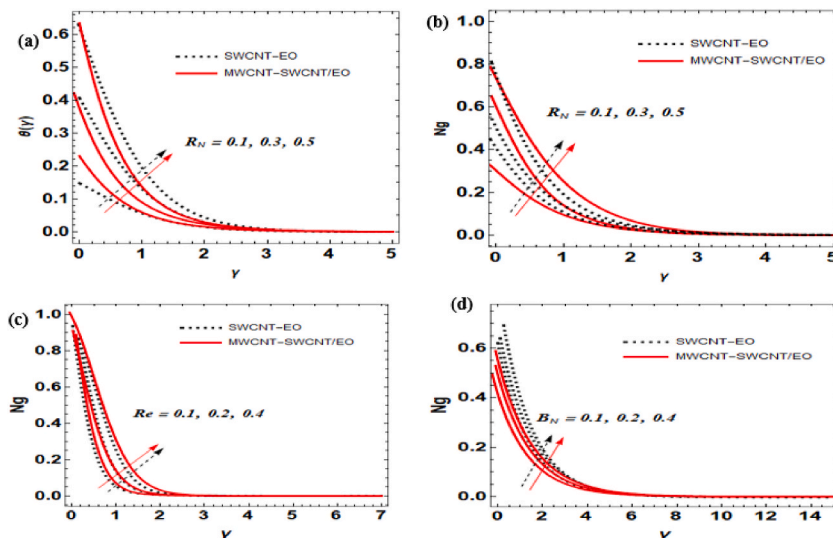 (a)
SWCNT-EO
MWCNT-SWCNT/EO
R_N = 0.1, 0.3, 0.5
θ(γ)
0.6
0.5
0.4
0.3
0.2
0.1
0.0
0 1 2 3 4 5
γ
(b)
SWCNT-EO
MWCNT-SWCNT/EO
R_N = 0.1, 0.3, 0.5
Ng
1.0
0.8
0.6
0.4
0.2
0.0
0 1 2 3 4 5
γ
(c)
SWCNT-EO
MWCNT-SWCNT/EO
Re = 0.1, 0.2, 0.4
Ng
1.0
0.8
0.6
0.4
0.2
0.0
0 1 2 3 4 5 6 7
γ
(d)
SWCNT-EO
MWCNT-SWCNT/EO
B_N = 0.1, 0.2, 0.4
Ng
0.8
0.6
0.4
0.2
0.0
0 2 4 6 8 10 12 14
γ